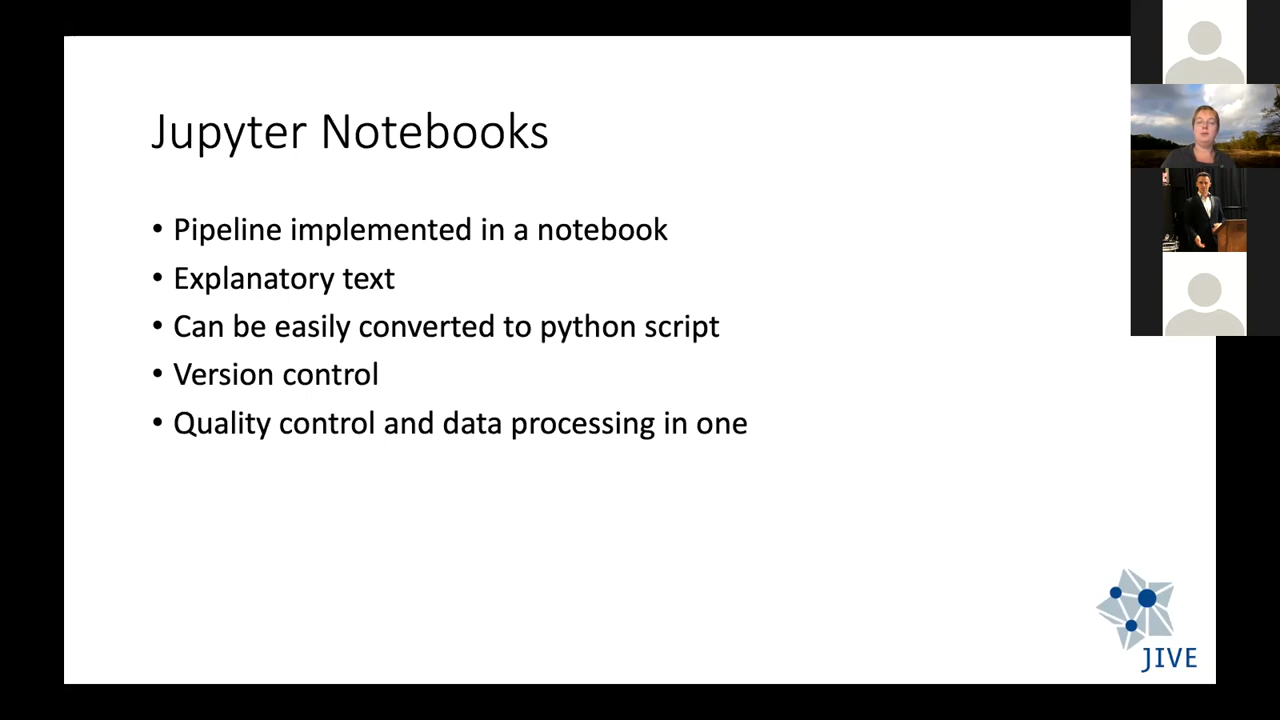 Jupyter Notebooks
• Pipeline implemented in a notebook
• Explanatory text
• Can be easily converted to python script
• Version control
• Quality control and data processing in one
JIVE